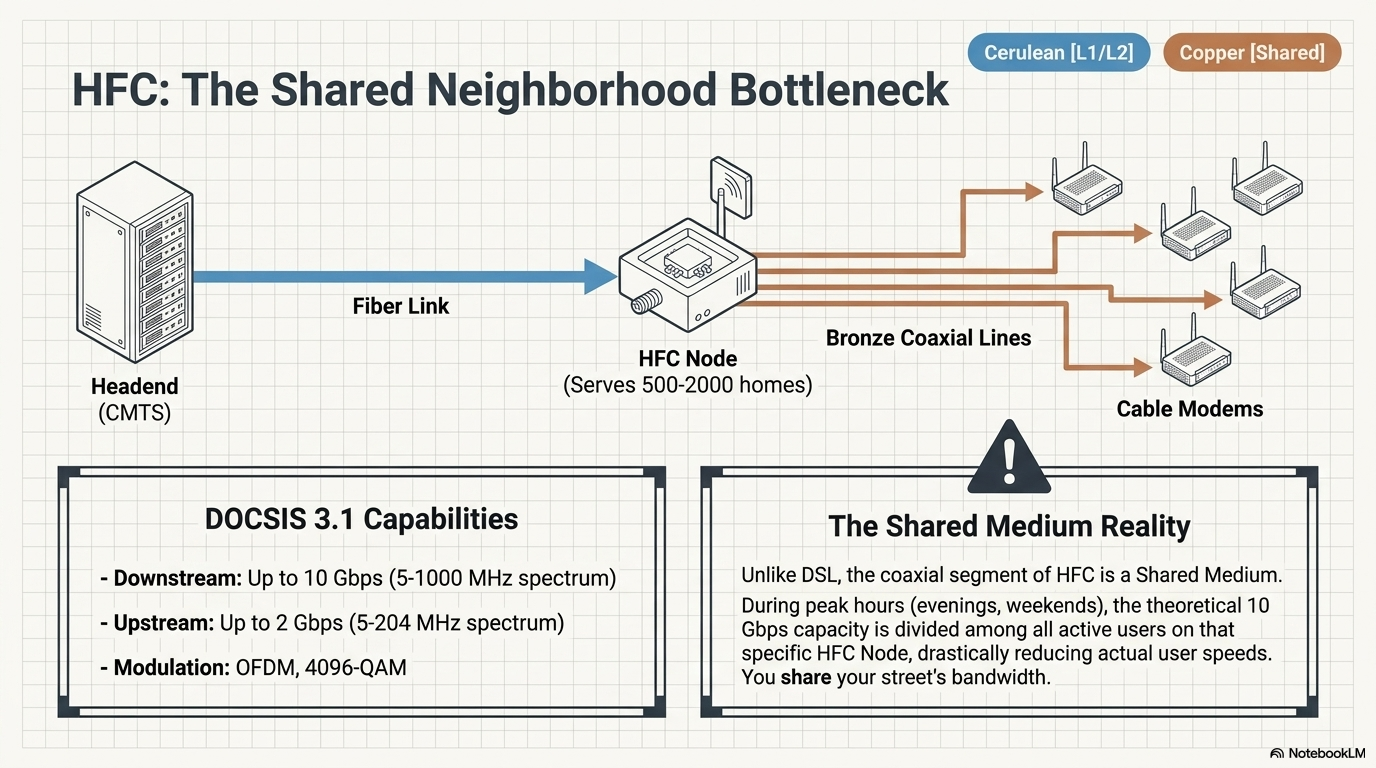 Cerulean [L1/L2]
Copper [Shared]
HFC: The Shared Neighborhood Bottleneck
Fiber Link
Bronze Coaxial Lines
HFC Node
(Serves 500-2000 homes)
Headend
(CMTS)
Cable Modems
DOCSIS 3.1 Capabilities
- Downstream: Up to 10 Gbps (5-1000 MHz spectrum)
- Upstream: Up to 2 Gbps (5-204 MHz spectrum)
- Modulation: OFDM, 4096-QAM
The Shared Medium Reality
Unlike DSL, the coaxial segment of HFC is a Shared Medium.
During peak hours (evenings, weekends), the theoretical 10
Gbps capacity is divided among all active users on that
specific HFC Node, drastically reducing actual user speeds.
You share your street's bandwidth.
NotebookLM